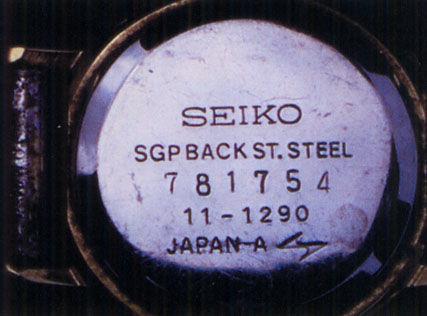 SEIKO
SGP BACK ST. STEEL
781754
11-1290
JAPAN-A